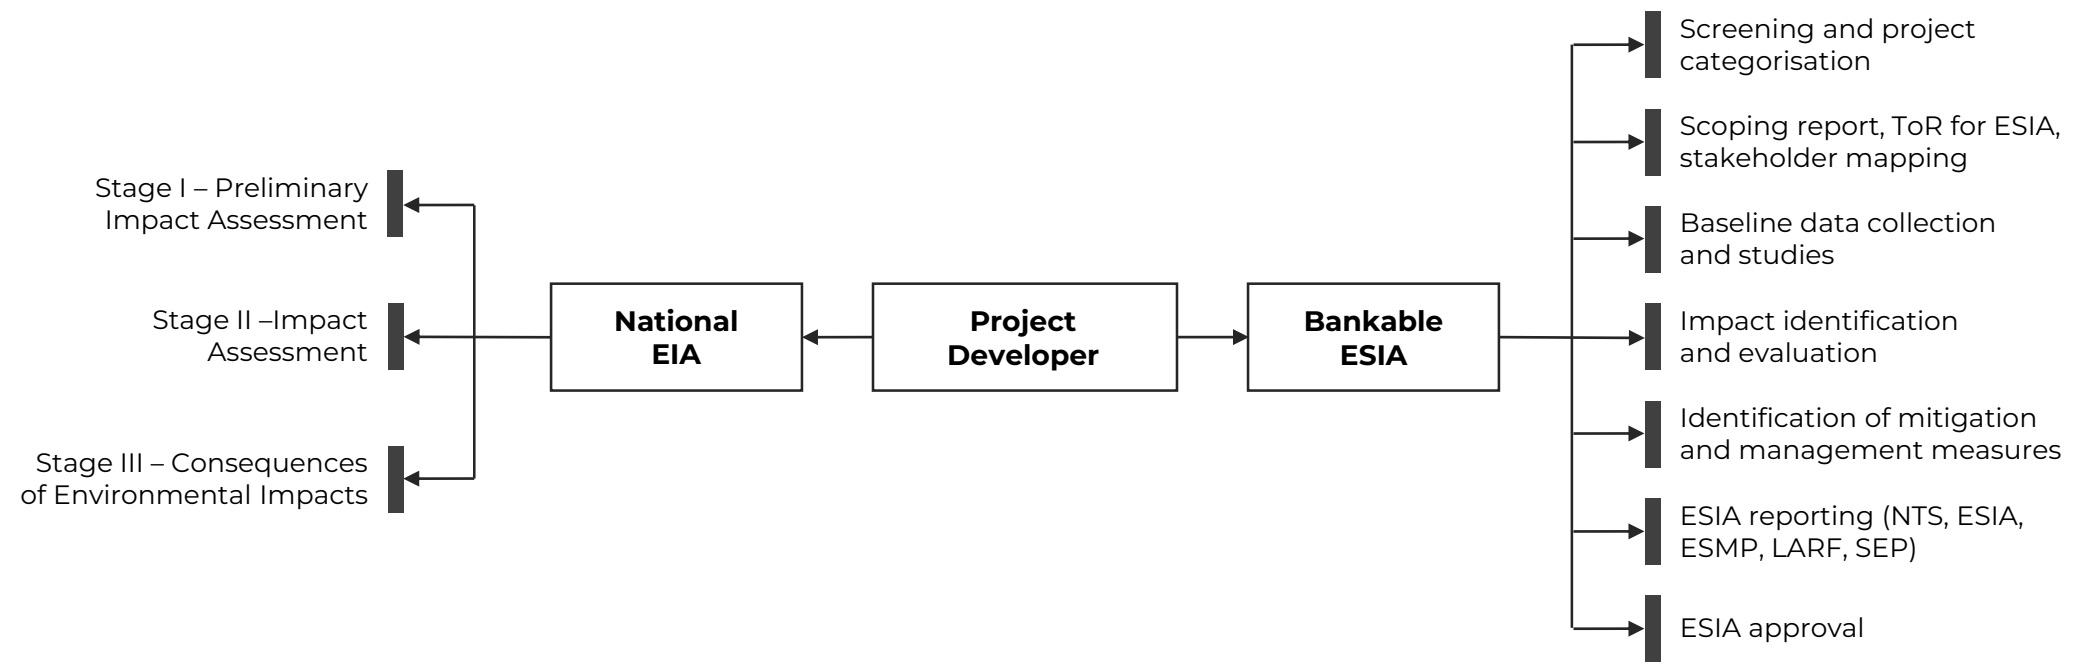 Stage I – Preliminary
Impact Assessment
Stage II –Impact
Assessment
Stage III – Consequences
of Environmental Impacts
National
EIA
Project
Developer
Bankable
ESIA
Screening and project
categorisation
Scoping report, ToR for ESIA,
stakeholder mapping
Baseline data collection
and studies
Impact identification
and evaluation
Identification of mitigation
and management measures
ESIA reporting (NTS, ESIA,
ESMP, LARF, SEP)
ESIA approval